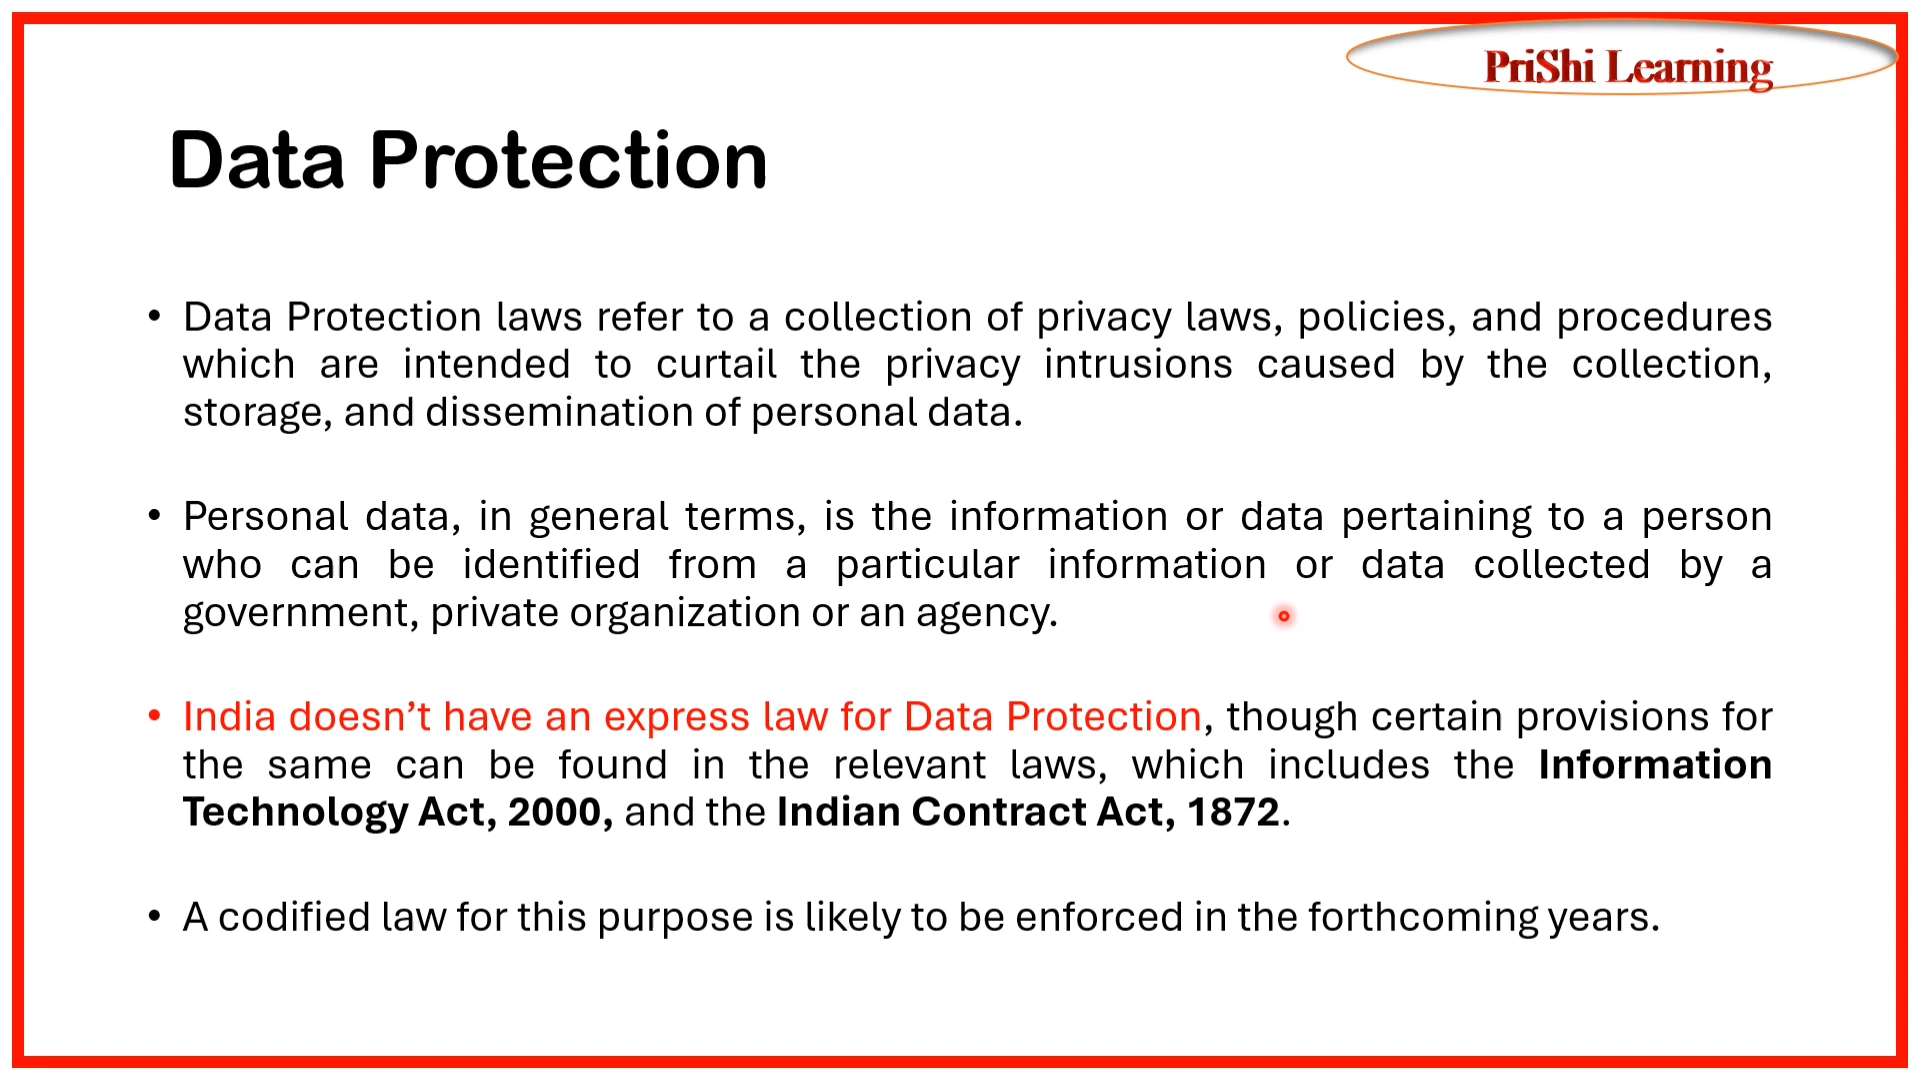 PriShi Learning
Data Protection
• Data Protection laws refer to a collection of privacy laws, policies, and procedures
which are intended to curtail the privacy intrusions caused by the collection,
storage, and dissemination of personal data.
• Personal data, in general terms, is the information or data pertaining to a person
who can be identified from a particular information or data collected by a
government, private organization or an agency.
• India doesn’t have an express law for Data Protection, though certain provisions for
the same can be found in the relevant laws, which includes the Information
Technology Act, 2000, and the Indian Contract Act, 1872.
• A codified law for this purpose is likely to be enforced in the forthcoming years.